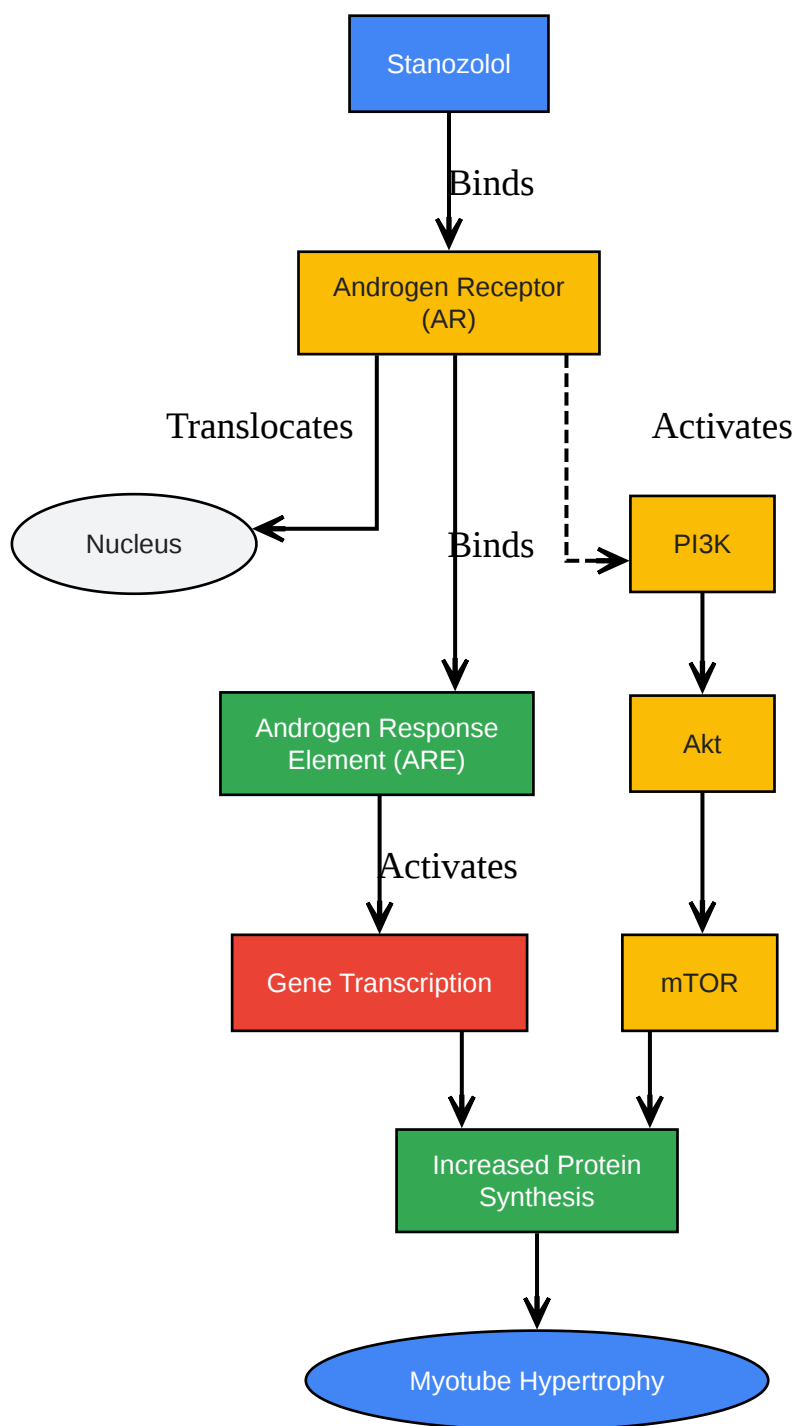 Stanozolol
Binds
Androgen Receptor
(AR)
Translocates
Activates
Nucleus
Binds
PI3K
Androgen Response
Element (ARE)
Akt
Activates
Gene Transcription
mTOR
Increased Protein
Synthesis
Myotube Hypertrophy